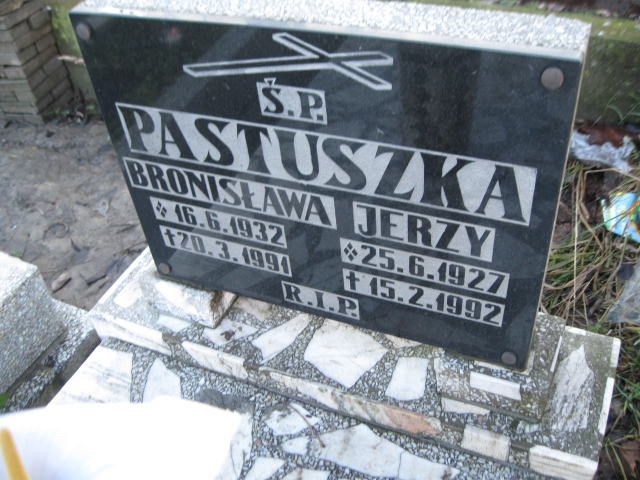 Ś.P.
PASTUSZKA
BRONISŁAWA
16.6.1932
†20.3.1991
JERZY
25.6.1927
†15.2.1992
R.I.P.